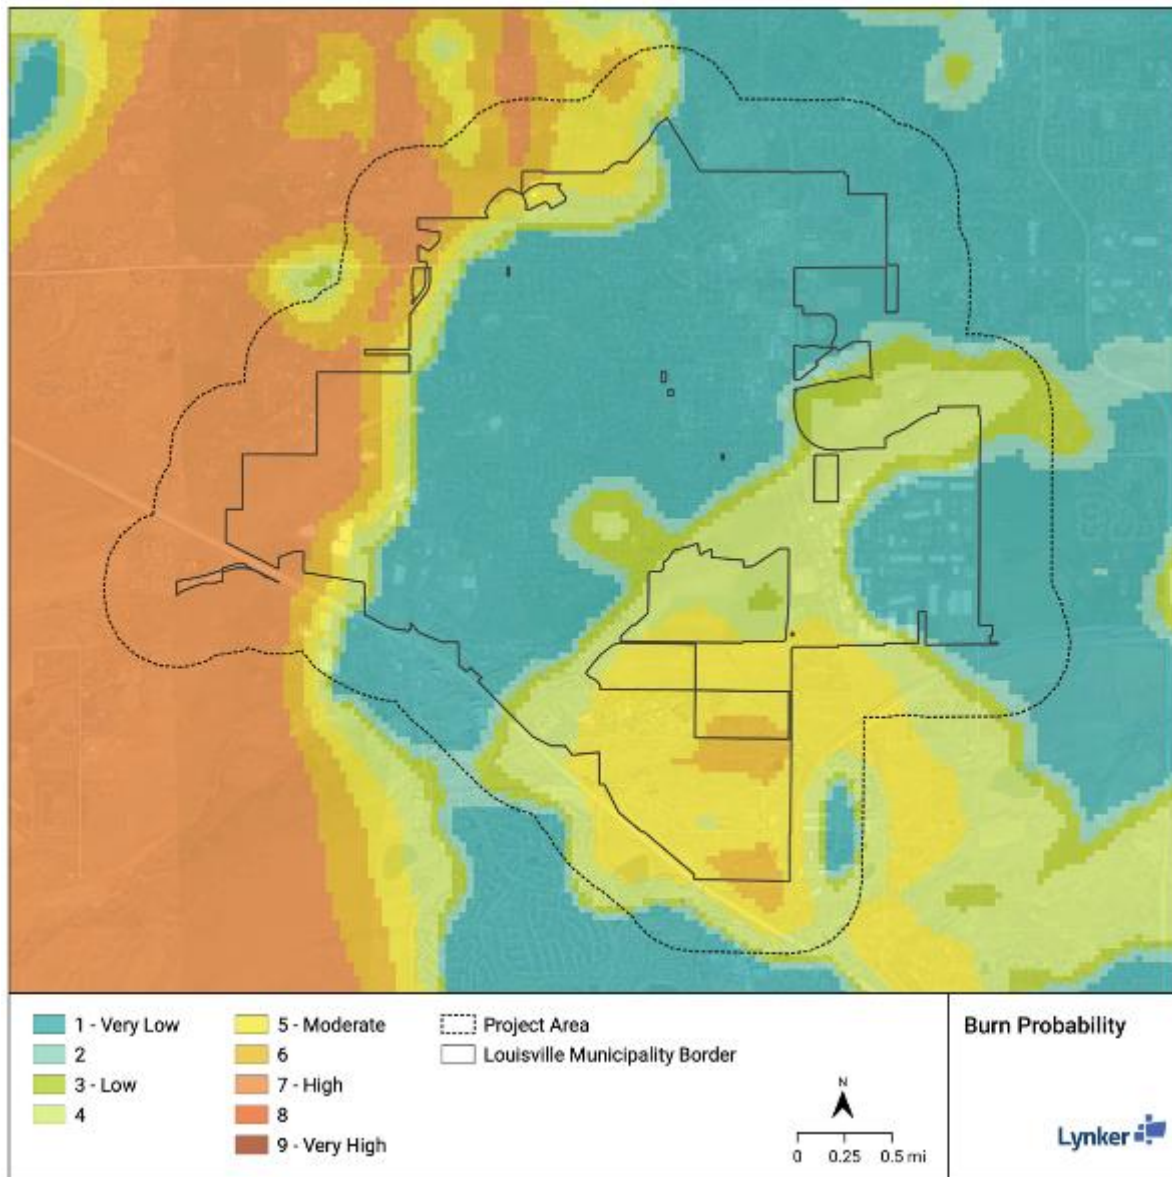 1 - Very Low
2
3 - Low
4
5 - Moderate
6
7 - High
8
9 - Very High
Project Area
Louisville Municipality Border
N
0 0.25 0.5 mi
Burn Probability
Lynker